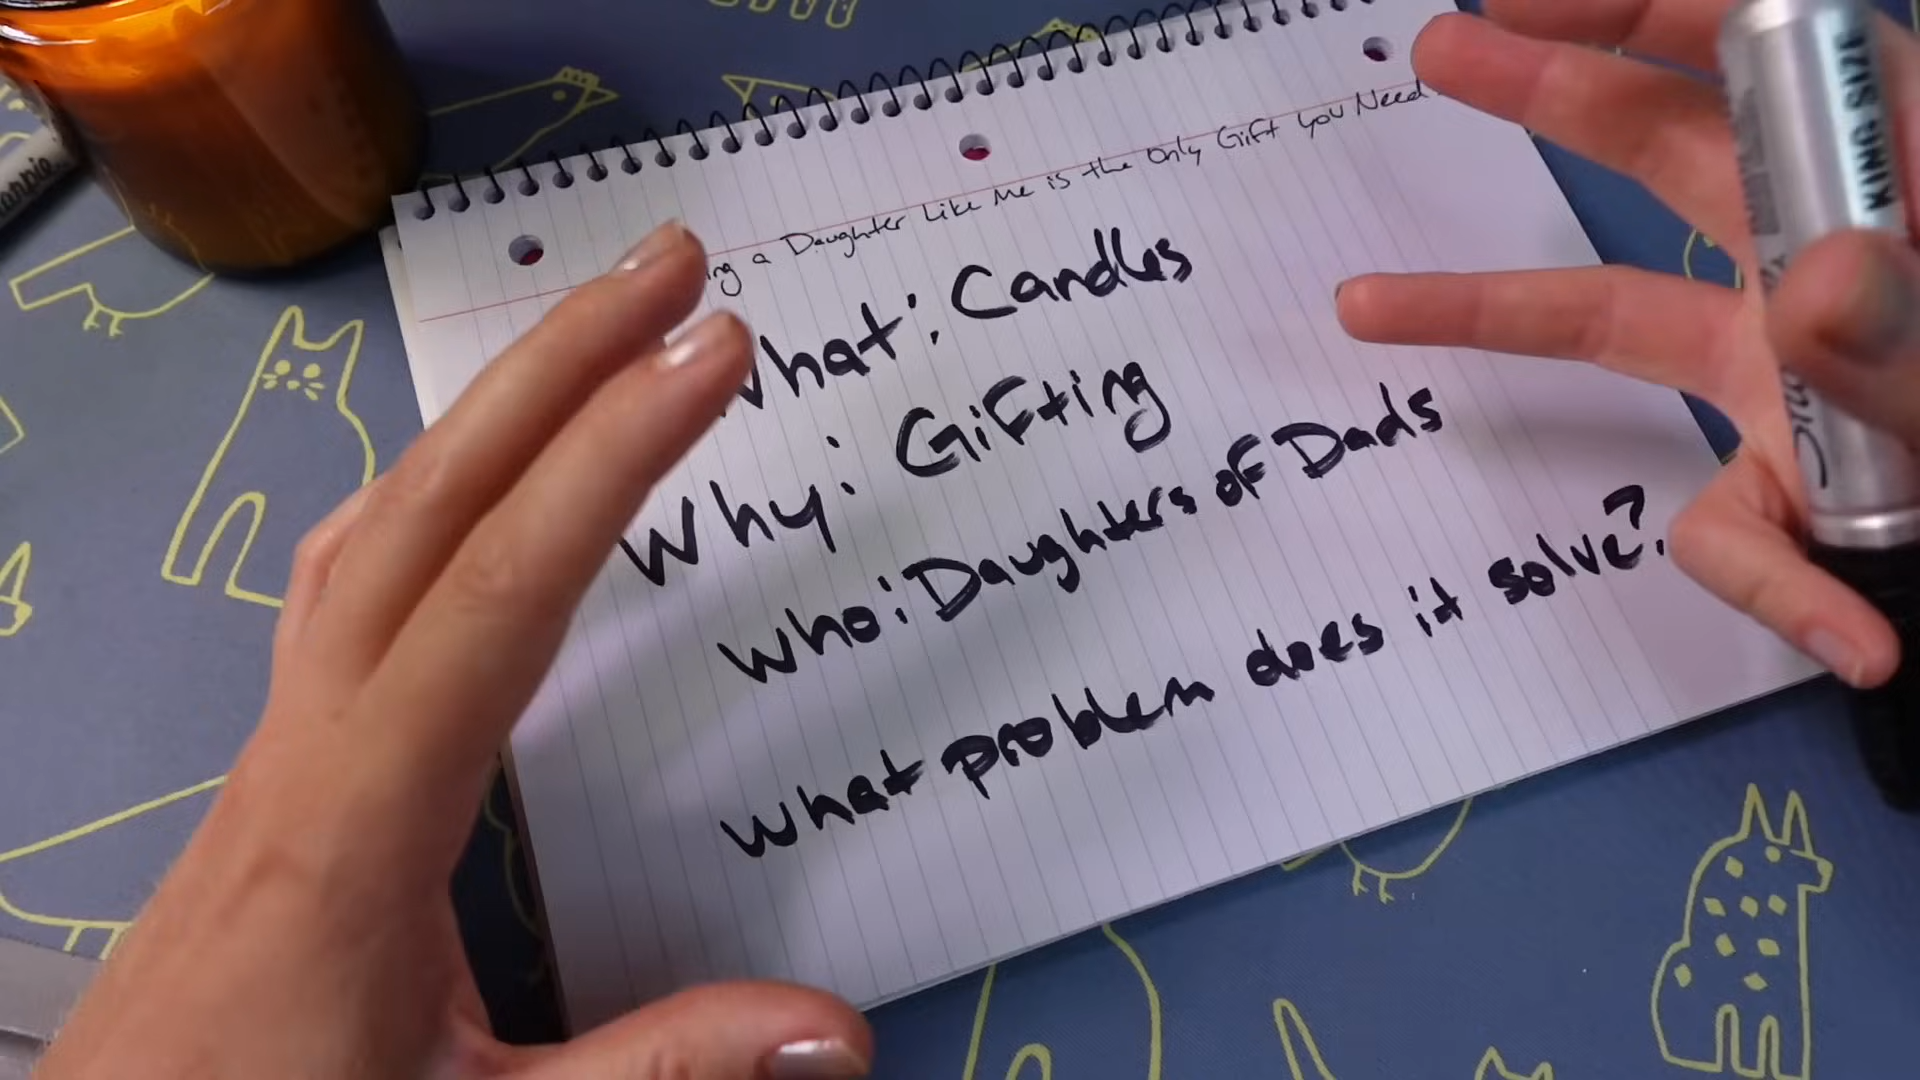 a Daughter Like Me is the Only Gift You Need
What: Candles
Why: Gifting
Who: Daughters of Dads
What problem does it solve?
KING SIZE